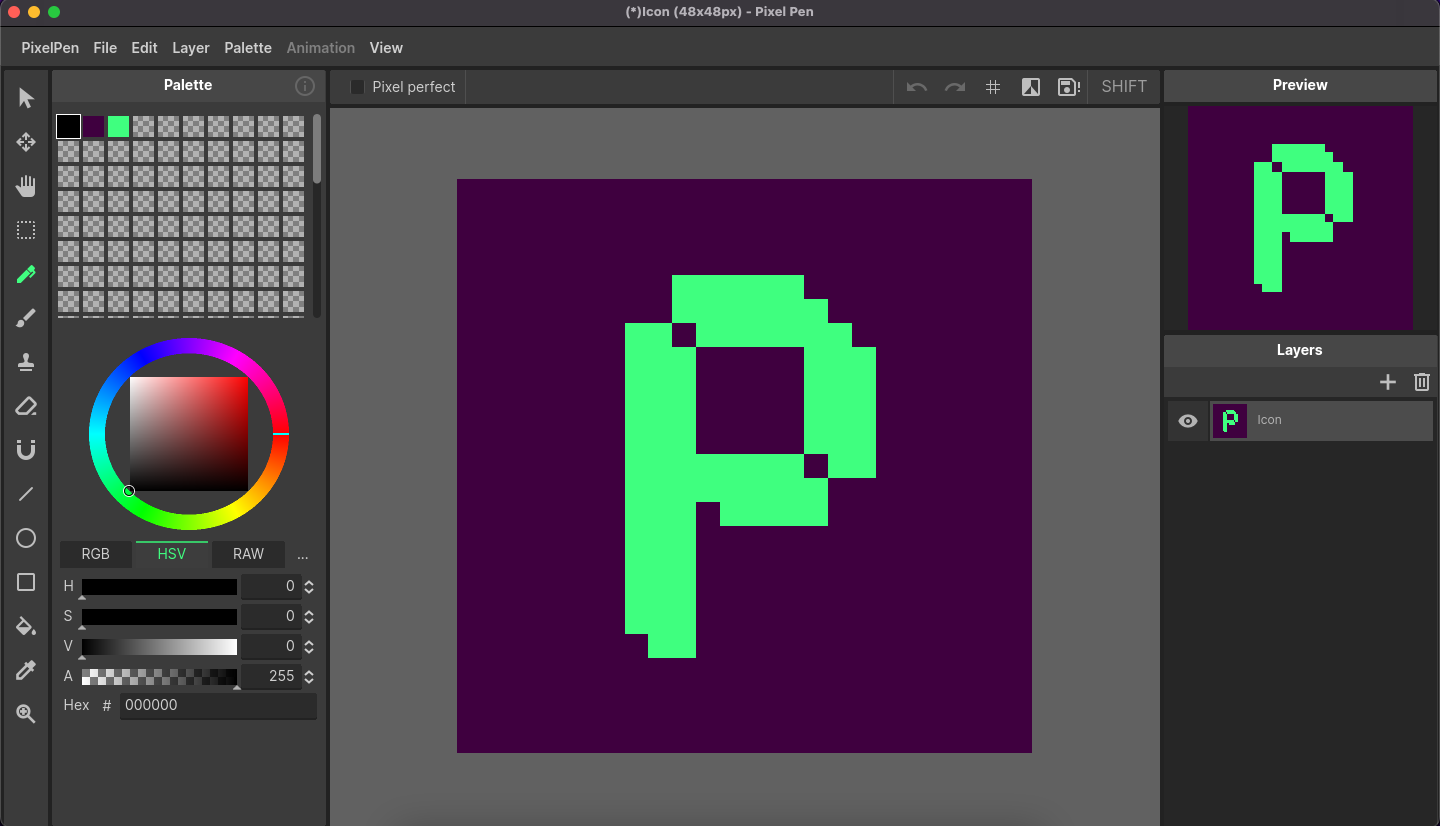 (*)Icon (48x48px) - Pixel Pen
PixelPen File Edit Layer Palette Animation View
Palette
Pixel perfect
SHIFT
Preview
Layers
Icon
RGB HSV RAW ...
H 0
S 0
V 0
A 255
Hex # 000000
P